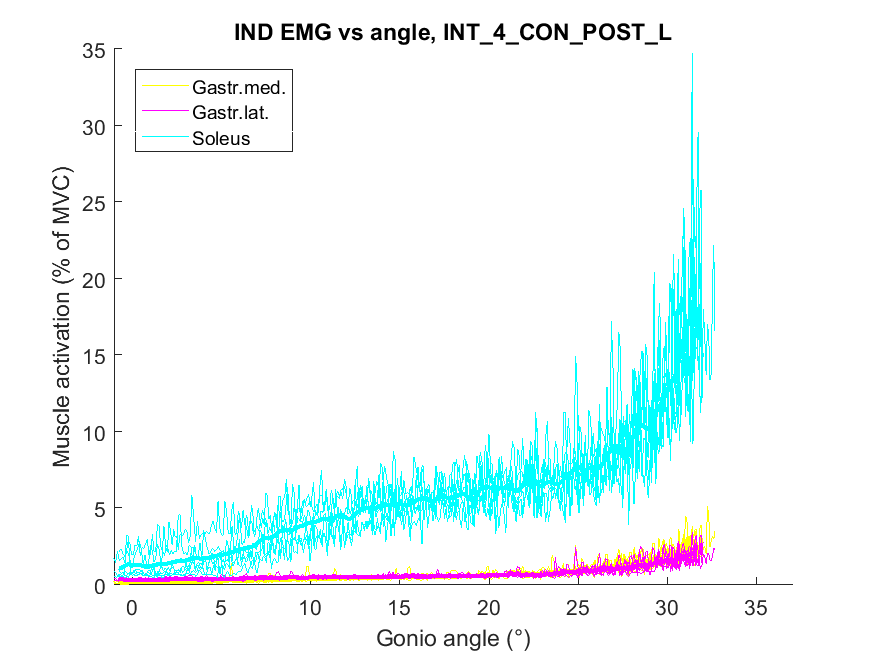 IND EMG vs angle, INT_4_CON_POST_L
35
30
25
20
15
10
5
0
Muscle activation (% of MVC)
Gastr.med.
Gastr.lat.
Soleus
0 5 10 15 20 25 30 35
Gonio angle (°)